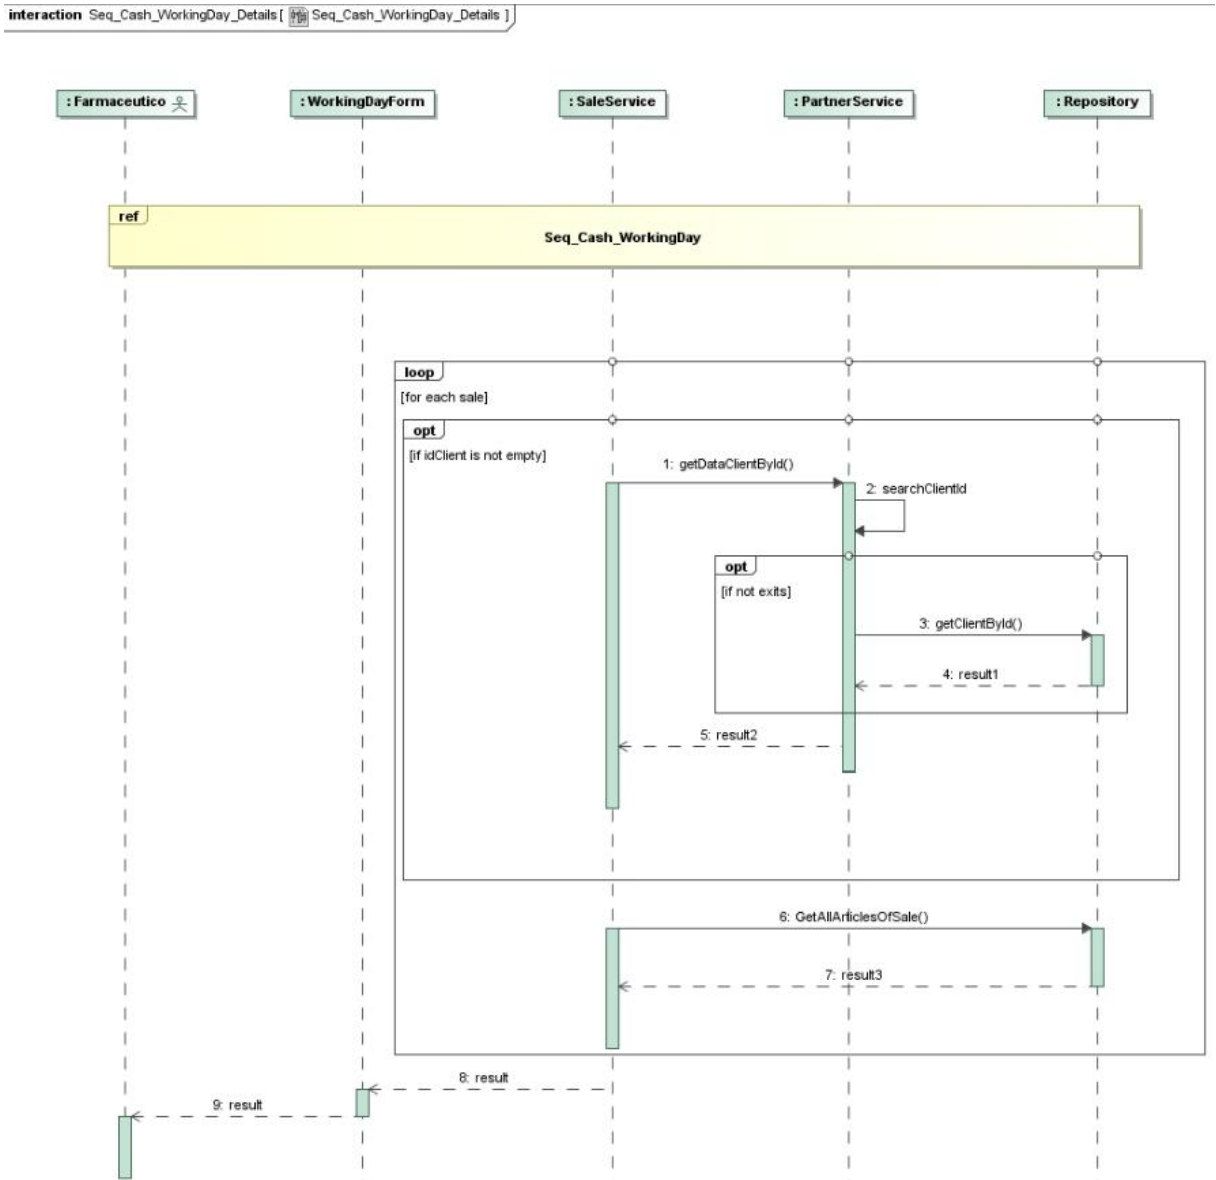 interaction Seq_Cash_WorkingDay_Details[ Seq_Cash_WorkingDay_Details ]
: Farmaceutico : WorkingDayForm : SaleService : PartnerService : Repository
ref
Seq_Cash_WorkingDay
loop
[for each sale]
opt
[if idClient is not empty]
1: getDataClientById()
2: searchClientId
opt
[if not exits]
3: getClientById()
4: result1
5: result2
6: GetAllArticlesOfSale()
7: result3
8: result
9: result